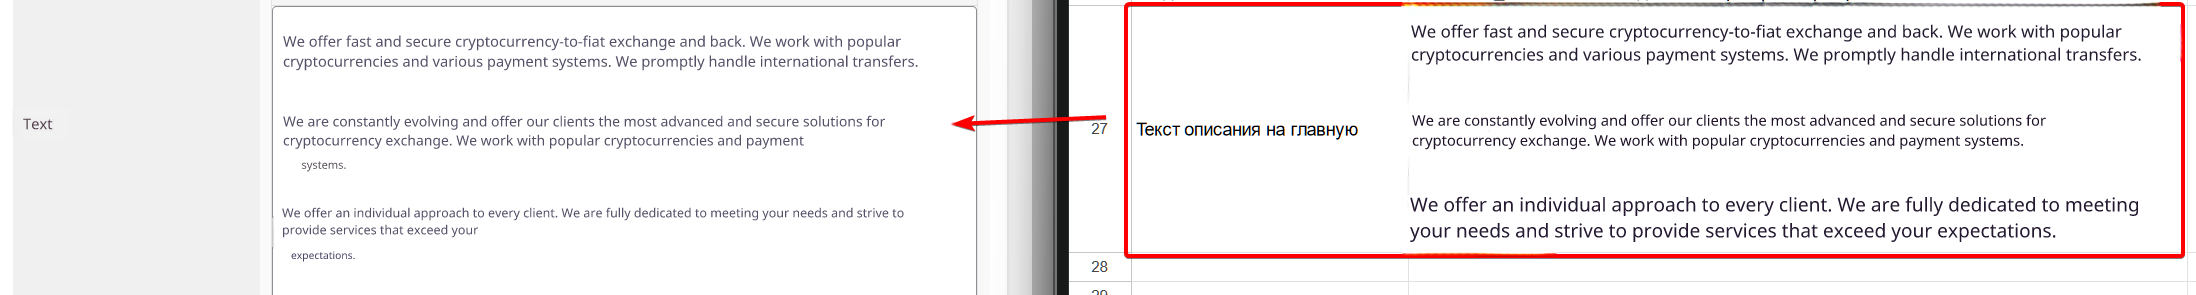 Text
We offer fast and secure cryptocurrency-to-fiat exchange and back. We work with popular
cryptocurrencies and various payment systems. We promptly handle international transfers.
We are constantly evolving and offer our clients the most advanced and secure solutions for
cryptocurrency exchange. We work with popular cryptocurrencies and payment
systems.
We offer an individual approach to every client. We are fully dedicated to meeting your needs and strive to
provide services that exceed your
expectations.
27
Текст описания на главную
We offer fast and secure cryptocurrency-to-fiat exchange and back. We work with popular
cryptocurrencies and various payment systems. We promptly handle international transfers.
We are constantly evolving and offer our clients the most advanced and secure solutions for
cryptocurrency exchange. We work with popular cryptocurrencies and payment systems.
We offer an individual approach to every client. We are fully dedicated to meeting
your needs and strive to provide services that exceed your expectations.
28